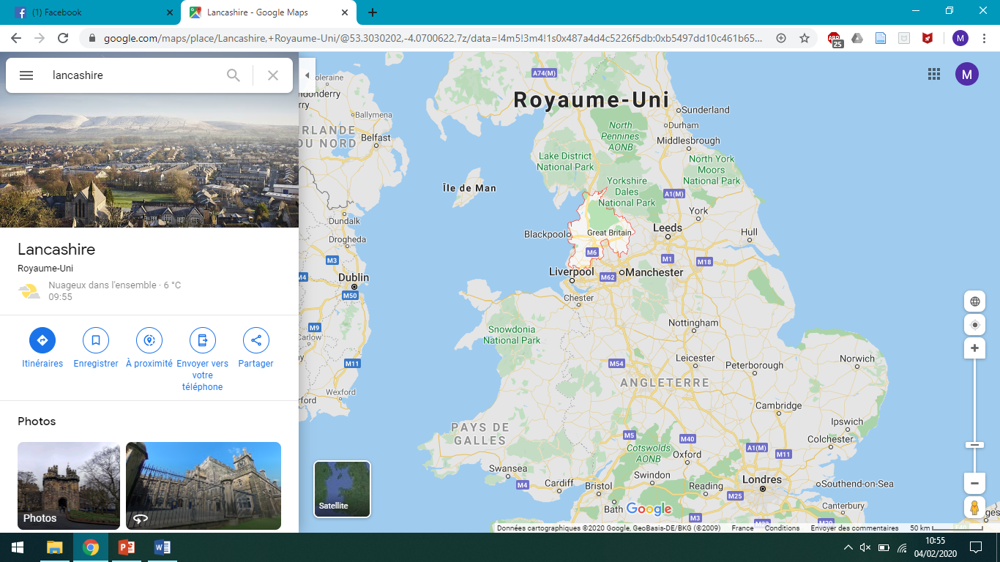 (1) Facebook
Lancashire - Google Maps
google.com/maps/place/Lancashire,+Royaume-Uni/@53.3030202,-4.0700622,7z/data=!4m5!3m4!1s0x487a4d4c5226f5db:0xb5497dd10c461b65...
ABP
25
M
lancashire
Lancashire
Royaume-Uni
Nuageux dans l'ensemble · 6 °C
09:55
Itinéraires
Enregistrer
À proximité
Envoyer vers
votre
téléphone
Partager
Photos
Photos
M
A74(M)
Royaume-Uni
Sunderland
Durham
Middlesbrough
North
Pennines
AONB
Lake District
National Park
North York
Moors
National Park
Yorkshire
Dales
National Park
A1(M)
York
Leeds
Hull
Great Britain
Blackpool
M6
M1
M18
Liverpool
M62
Manchester
Chester
oleraine
ondonderry
rry
Ballymena
IRLANDE
DU NORD
Belfast
Île de Man
Dundalk
Drogheda
M3
M4
Dublin
M50
M9
Carlow
M11
Wexford
rford
Snowdonia
National Park
Nottingham
Leicester
Peterborough
Norwich
M54
ANGLETERRE
Cambridge
Ipswich
Colchester
PAYS DE
GALLES
M5
M40
A1(M)
M11
Cotswolds
AONB
Oxford
Swansea
M4
Cardiff
Bristol
Swindon
Reading
Londres
M25
Southend-on-Sea
Bath
Canterbury
M3
M20
ges
Satellite
Google
Données cartographiques ©2020 Google, GeoBasis-DE/BKG (©2009)
France
Conditions
Envoyer des commentaires
50 km
10:55
04/02/2020